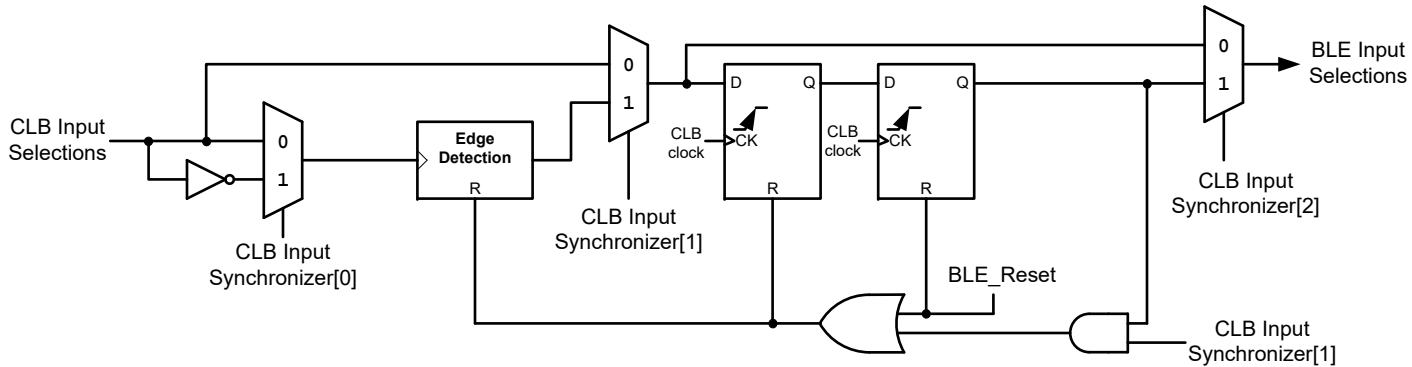 CLB Input
Selections
0
1
CLB Input
Synchronizer[0]
Edge
Detection
R
0
1
CLB Input
Synchronizer[1]
D
Q
CLB
clock
CK
R
D
Q
CLB
clock
CK
R
0
1
BLE Input
Selections
CLB Input
Synchronizer[2]
BLE_Reset
CLB Input
Synchronizer[1]